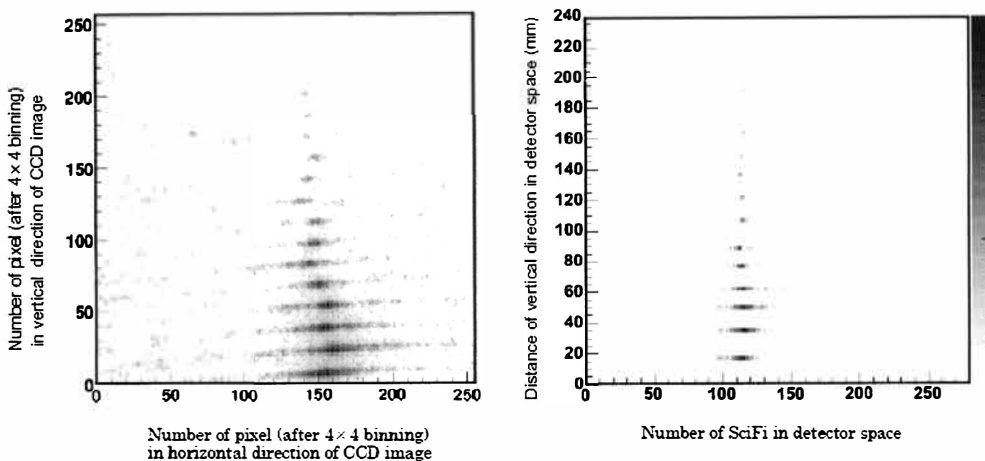 Number of pixel (after 4 × 4 binning)
in vertical direction of CCD image
250
200
150
100
50
0
0 50 100 150 200 250
Number of pixel (after 4 × 4 binning)
in horizontal direction of CCD image
Distance of vertical direction in detector space (mm)
240
220
200
180
160
140
120
100
80
60
40
20
0
0 50 100 150 200 250
Number of SciFi in detector space